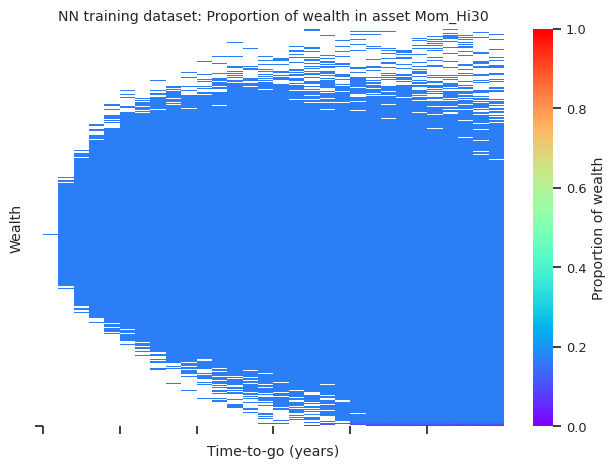 NN training dataset: Proportion of wealth in asset Mom_Hi30
Wealth
Time-to-go (years)
1.0
0.8
0.6
0.4
0.2
0.0
Proportion of wealth